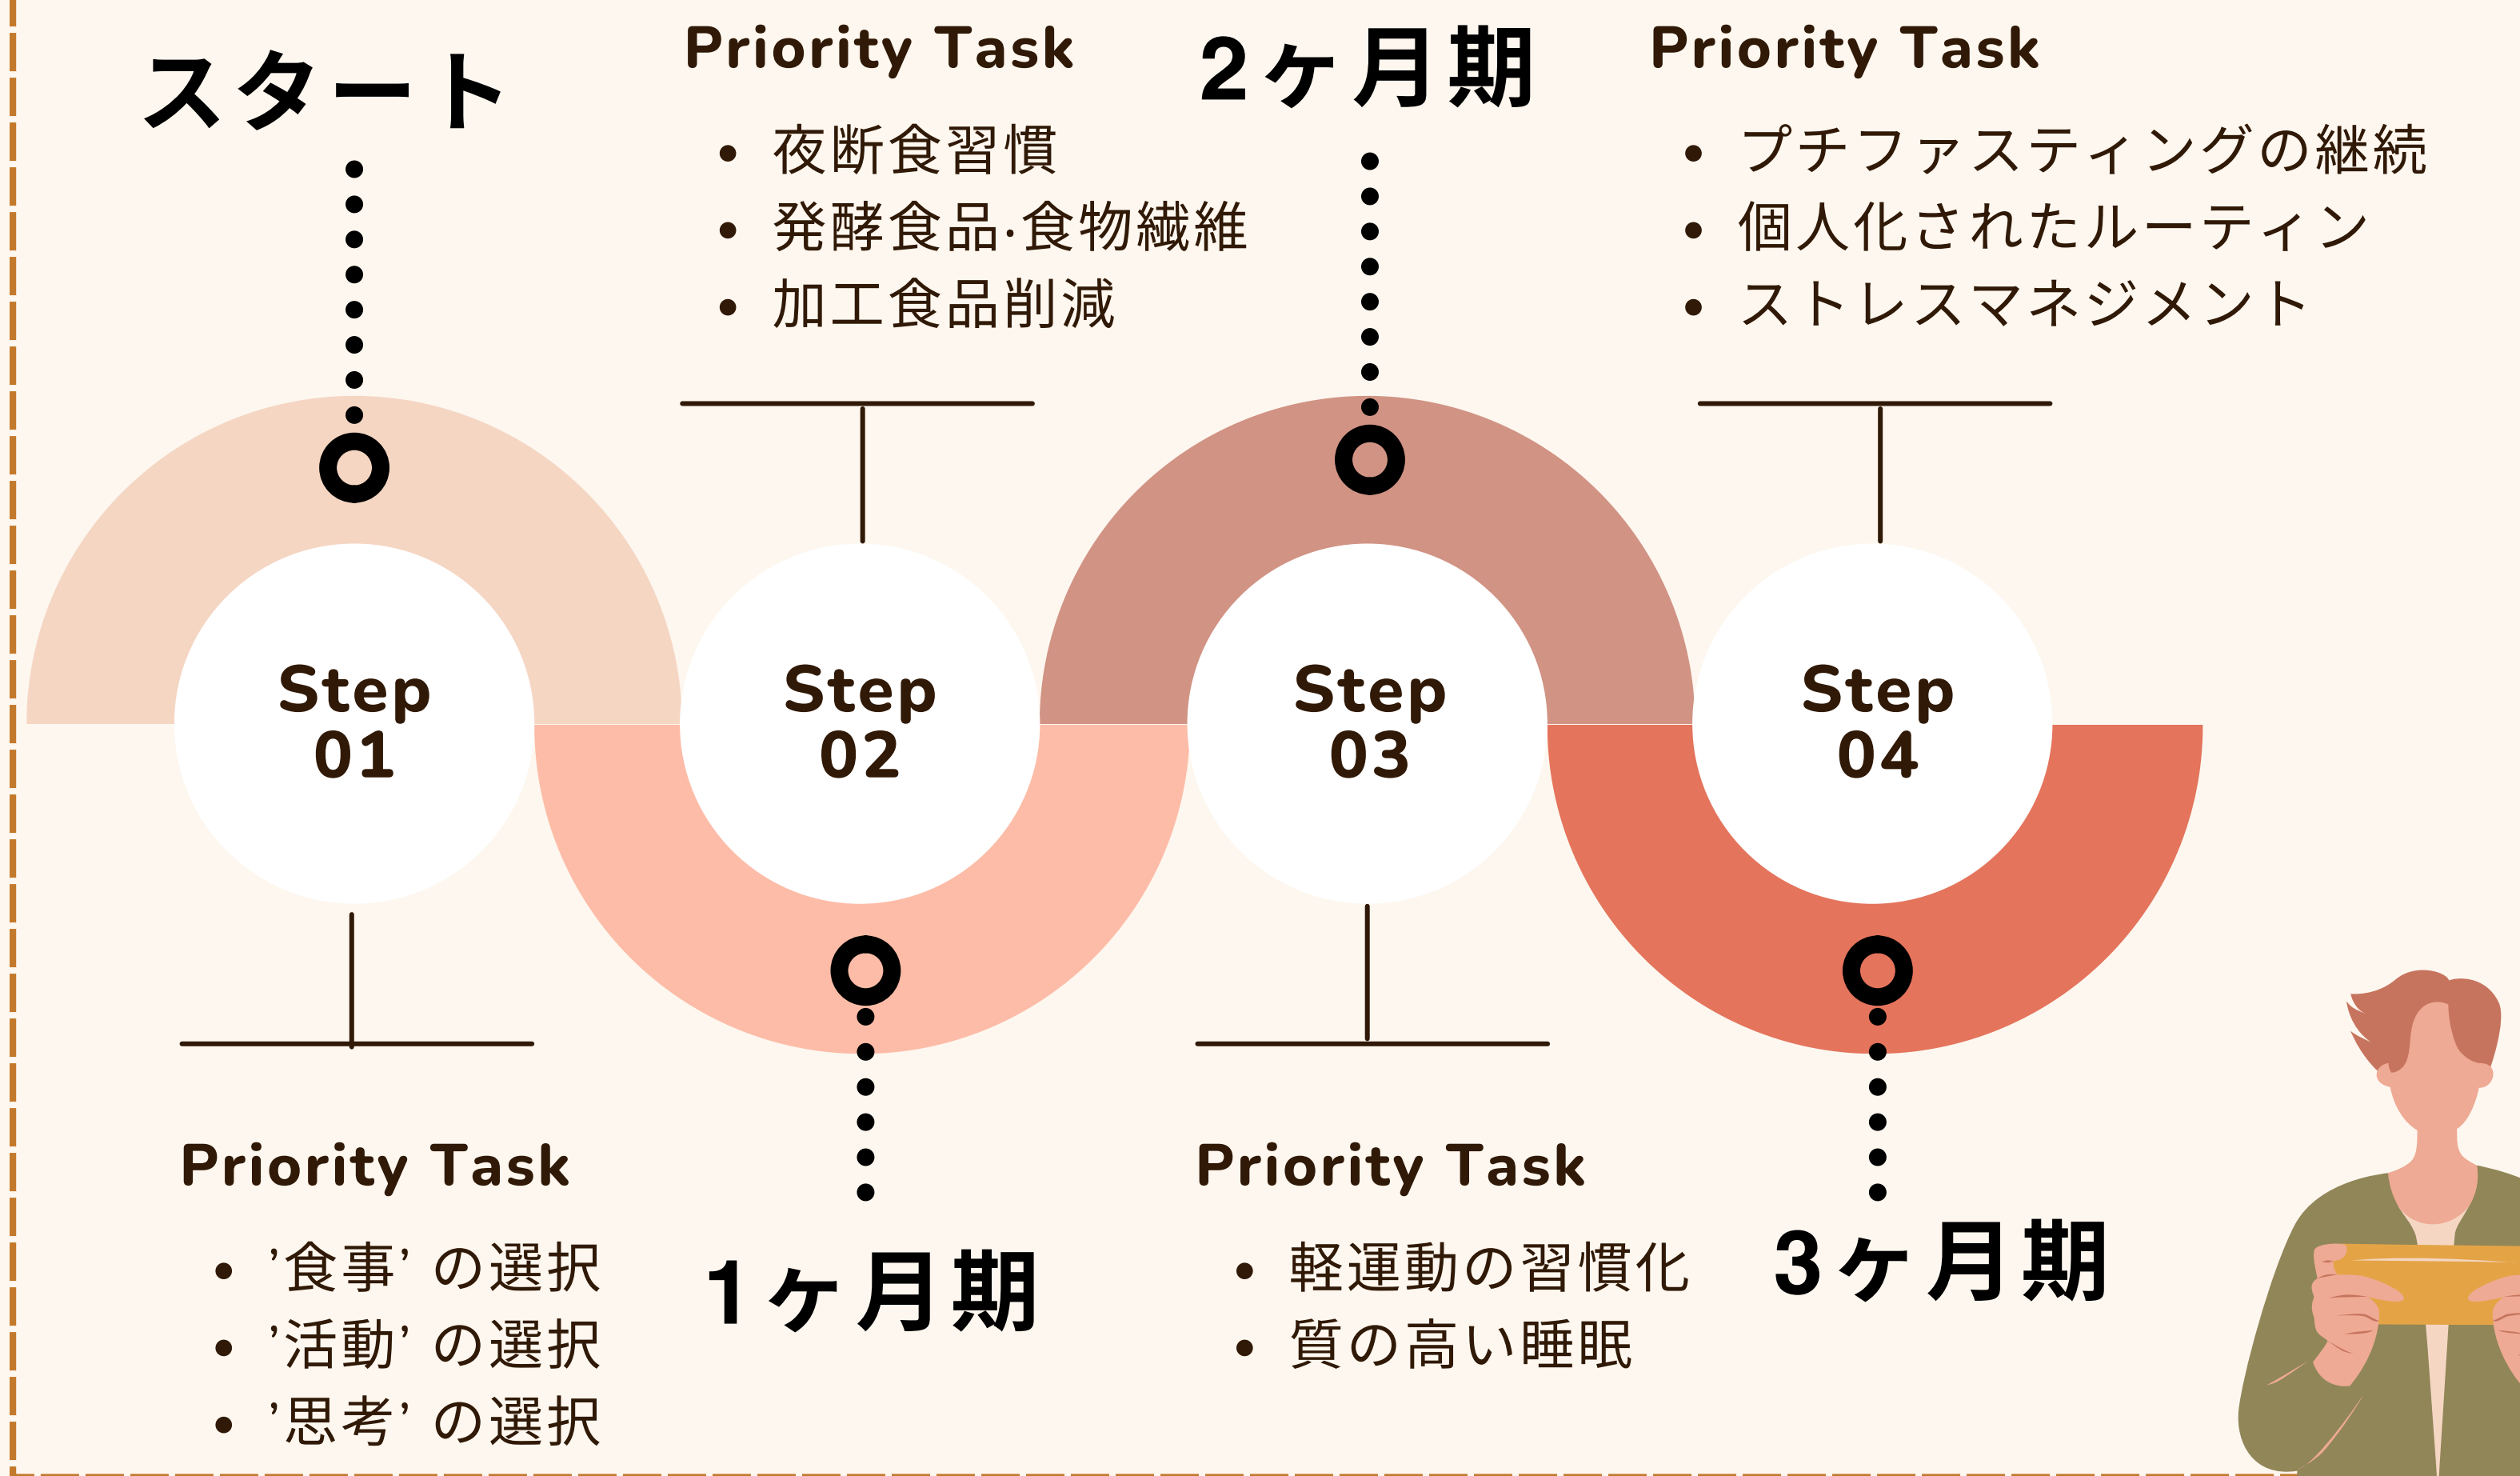 スタート
Step
01
Priority Task
’食事’ の選択
’活動’ の選択
’思考’ の選択
Priority Task
夜断食習慣
発酵食品·食物繊維
加工食品削減
Step
02
1ヶ月期
2ヶ月期
Step
03
Priority Task
軽運動の習慣化
質の高い睡眠
Priority Task
プチファスティングの継続
個人化されたルーティン
ストレスマネジメント
Step
04
3ヶ月期